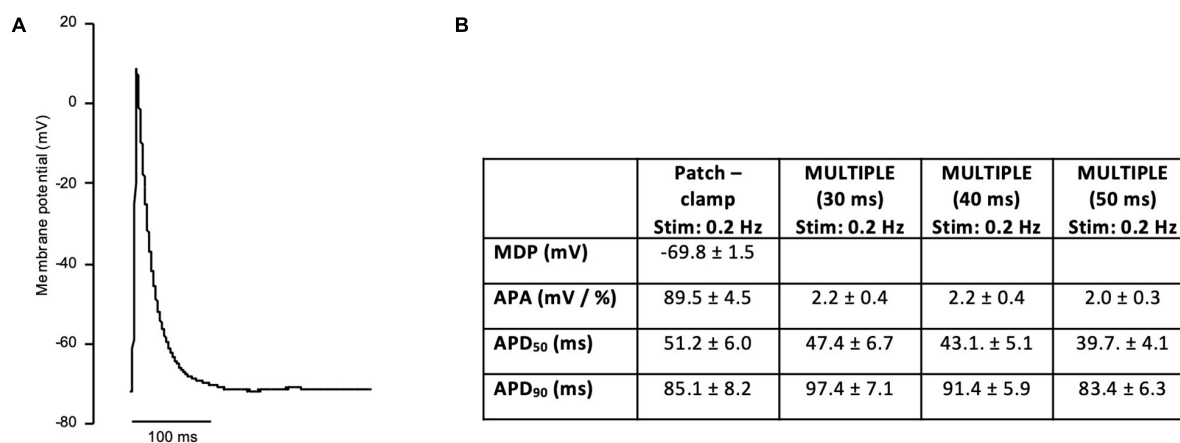 A
20
0
-20
-40
-60
-80
Membrane potential (mV)
100 ms
B
Patch –
clamp
Stim: 0.2 Hz
MULTIPLE
(30 ms)
Stim: 0.2 Hz
MULTIPLE
(40 ms)
Stim: 0.2 Hz
MULTIPLE
(50 ms)
Stim: 0.2 Hz
MDP (mV) -69.8 ± 1.5
APA (mV / %) 89.5 ± 4.5 2.2 ± 0.4 2.2 ± 0.4 2.0 ± 0.3
APD50 (ms) 51.2 ± 6.0 47.4 ± 6.7 43.1. ± 5.1 39.7. ± 4.1
APD90 (ms) 85.1 ± 8.2 97.4 ± 7.1 91.4 ± 5.9 83.4 ± 6.3